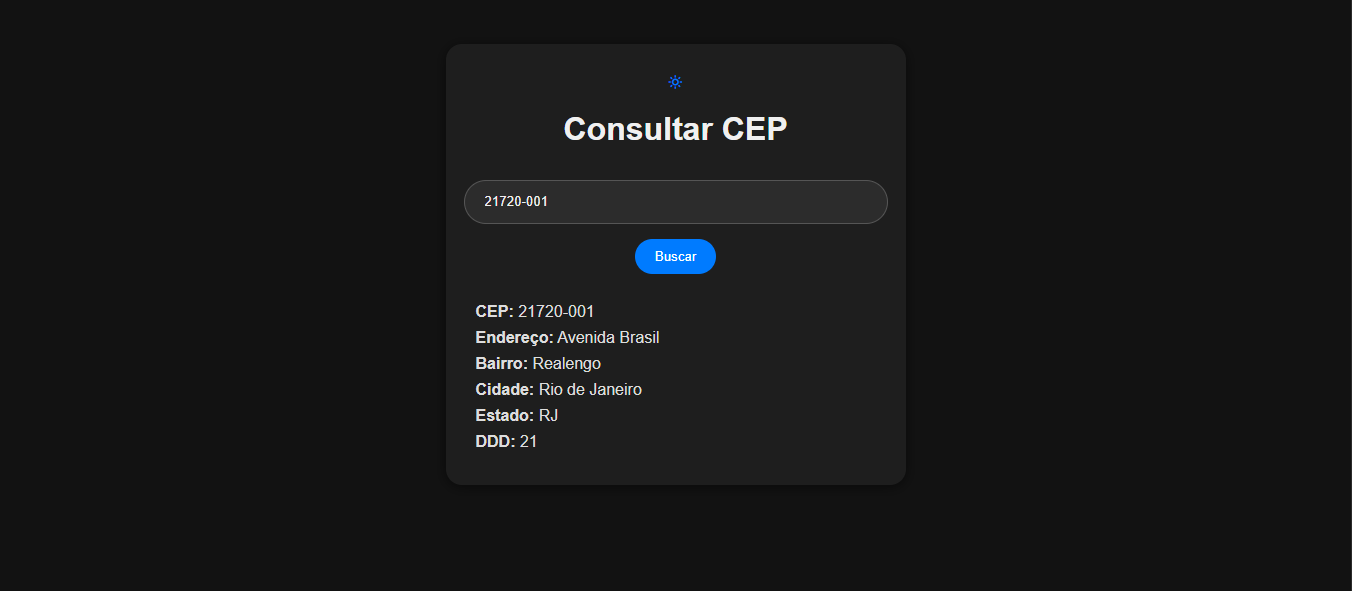 Consultar CEP
21720-001
Buscar
CEP: 21720-001
Endereço: Avenida Brasil
Bairro: Realengo
Cidade: Rio de Janeiro
Estado: RJ
DDD: 21